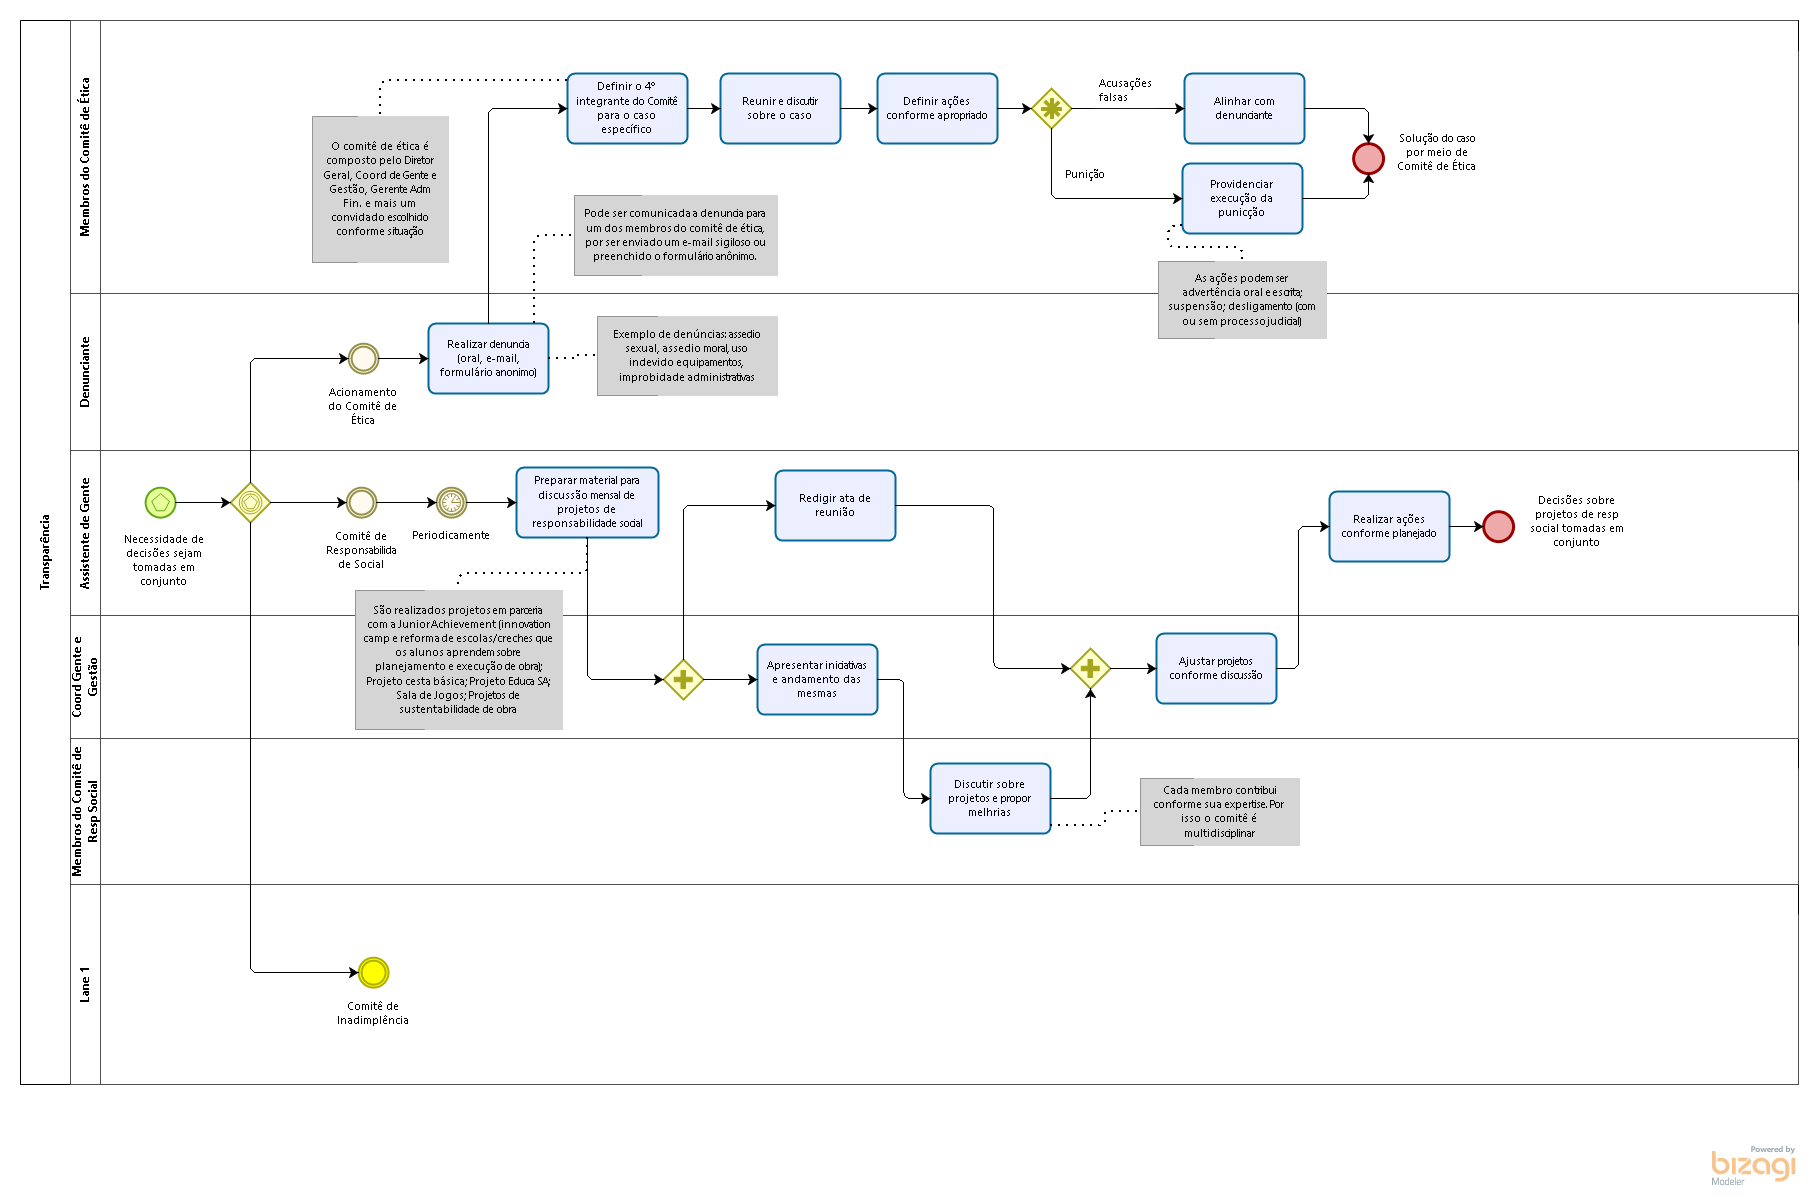 Transparência
Membros do Comitê de Ética
Definir o 4º
integrante do Comitê
para o caso
específico
Reunir e discutir
sobre o caso
Definir ações
conforme apropriado
Acusações
falsas
Alinhar com
denunciante
Punição
Providenciar
execução da
punicção
Solução do caso
por meio de
Comitê de Ética
O comitê de ética é
composto pelo Diretor
Geral, Coord de Gente e
Gestão, Gerente Adm
Fin. e mais um
convidado escolhido
conforme situação
Pode ser comunicada a denuncia para
um dos membros do comitê de ética,
por ser enviado um e-mail sigiloso ou
preenchido o formulário anônimo.
As ações podem ser
advertência oral e escrita;
suspensão; desligamento (com
ou sem processo judicial)
Denunciante
Acionamento
do Comitê de
Ética
Realizar denuncia
(oral, e-mail,
formulário anonimo)
Exemplo de denúncias: assedio
sexual, assedio moral, uso
indevido equipamentos,
improbidade administrativas
Assistente de Gente
Necessidade de
decisões sejam
tomadas em
conjunto
Comitê de
Responsabilida
de Social
Periodicamente
Preparar material para
discussão mensal de
projetos de
responsabilidade social
Redigir ata de
reunião
Realizar ações
conforme planejado
Decisões sobre
projetos de resp
social tomadas em
conjunto
São realizados projetos em parceria
com a Junior Achievement (innovation
camp e reforma de escolas/creches que
os alunos aprendem sobre
planejamento e execução de obra);
Projeto cesta básica; Projeto Educa SA;
Sala de Jogos; Projetos de
sustentabilidade de obra
Coord Gente e
Gestão
Apresentar iniciativas
e andamento das
mesmas
Ajustar projetos
conforme discussão
Membros do Comitê de
Resp Social
Discutir sobre
projetos e propor
melhrias
Cada membro contribui
conforme sua expertise. Por
isso o comitê é
multidisciplinar
Lane 1
Comitê de
Inadimplência
Powered by
bizagi
Modeler